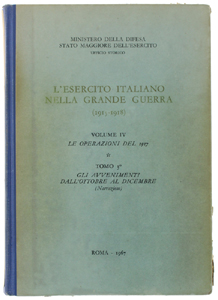 MINISTERO DELLA DIFESA
STATO MAGGIORE DELL'ESERCITO
UFFICIO STORICO
L'ESERCITO ITALIANO
NELLA GRANDE GUERRA
(1915-1918)
VOLUME IV
LE OPERAZIONI DEL 1917
TOMO 3°
GLI AVVENIMENTI
DALL'OTTOBRE AL DICEMBRE
(Narrazione)
ROMA - 1967